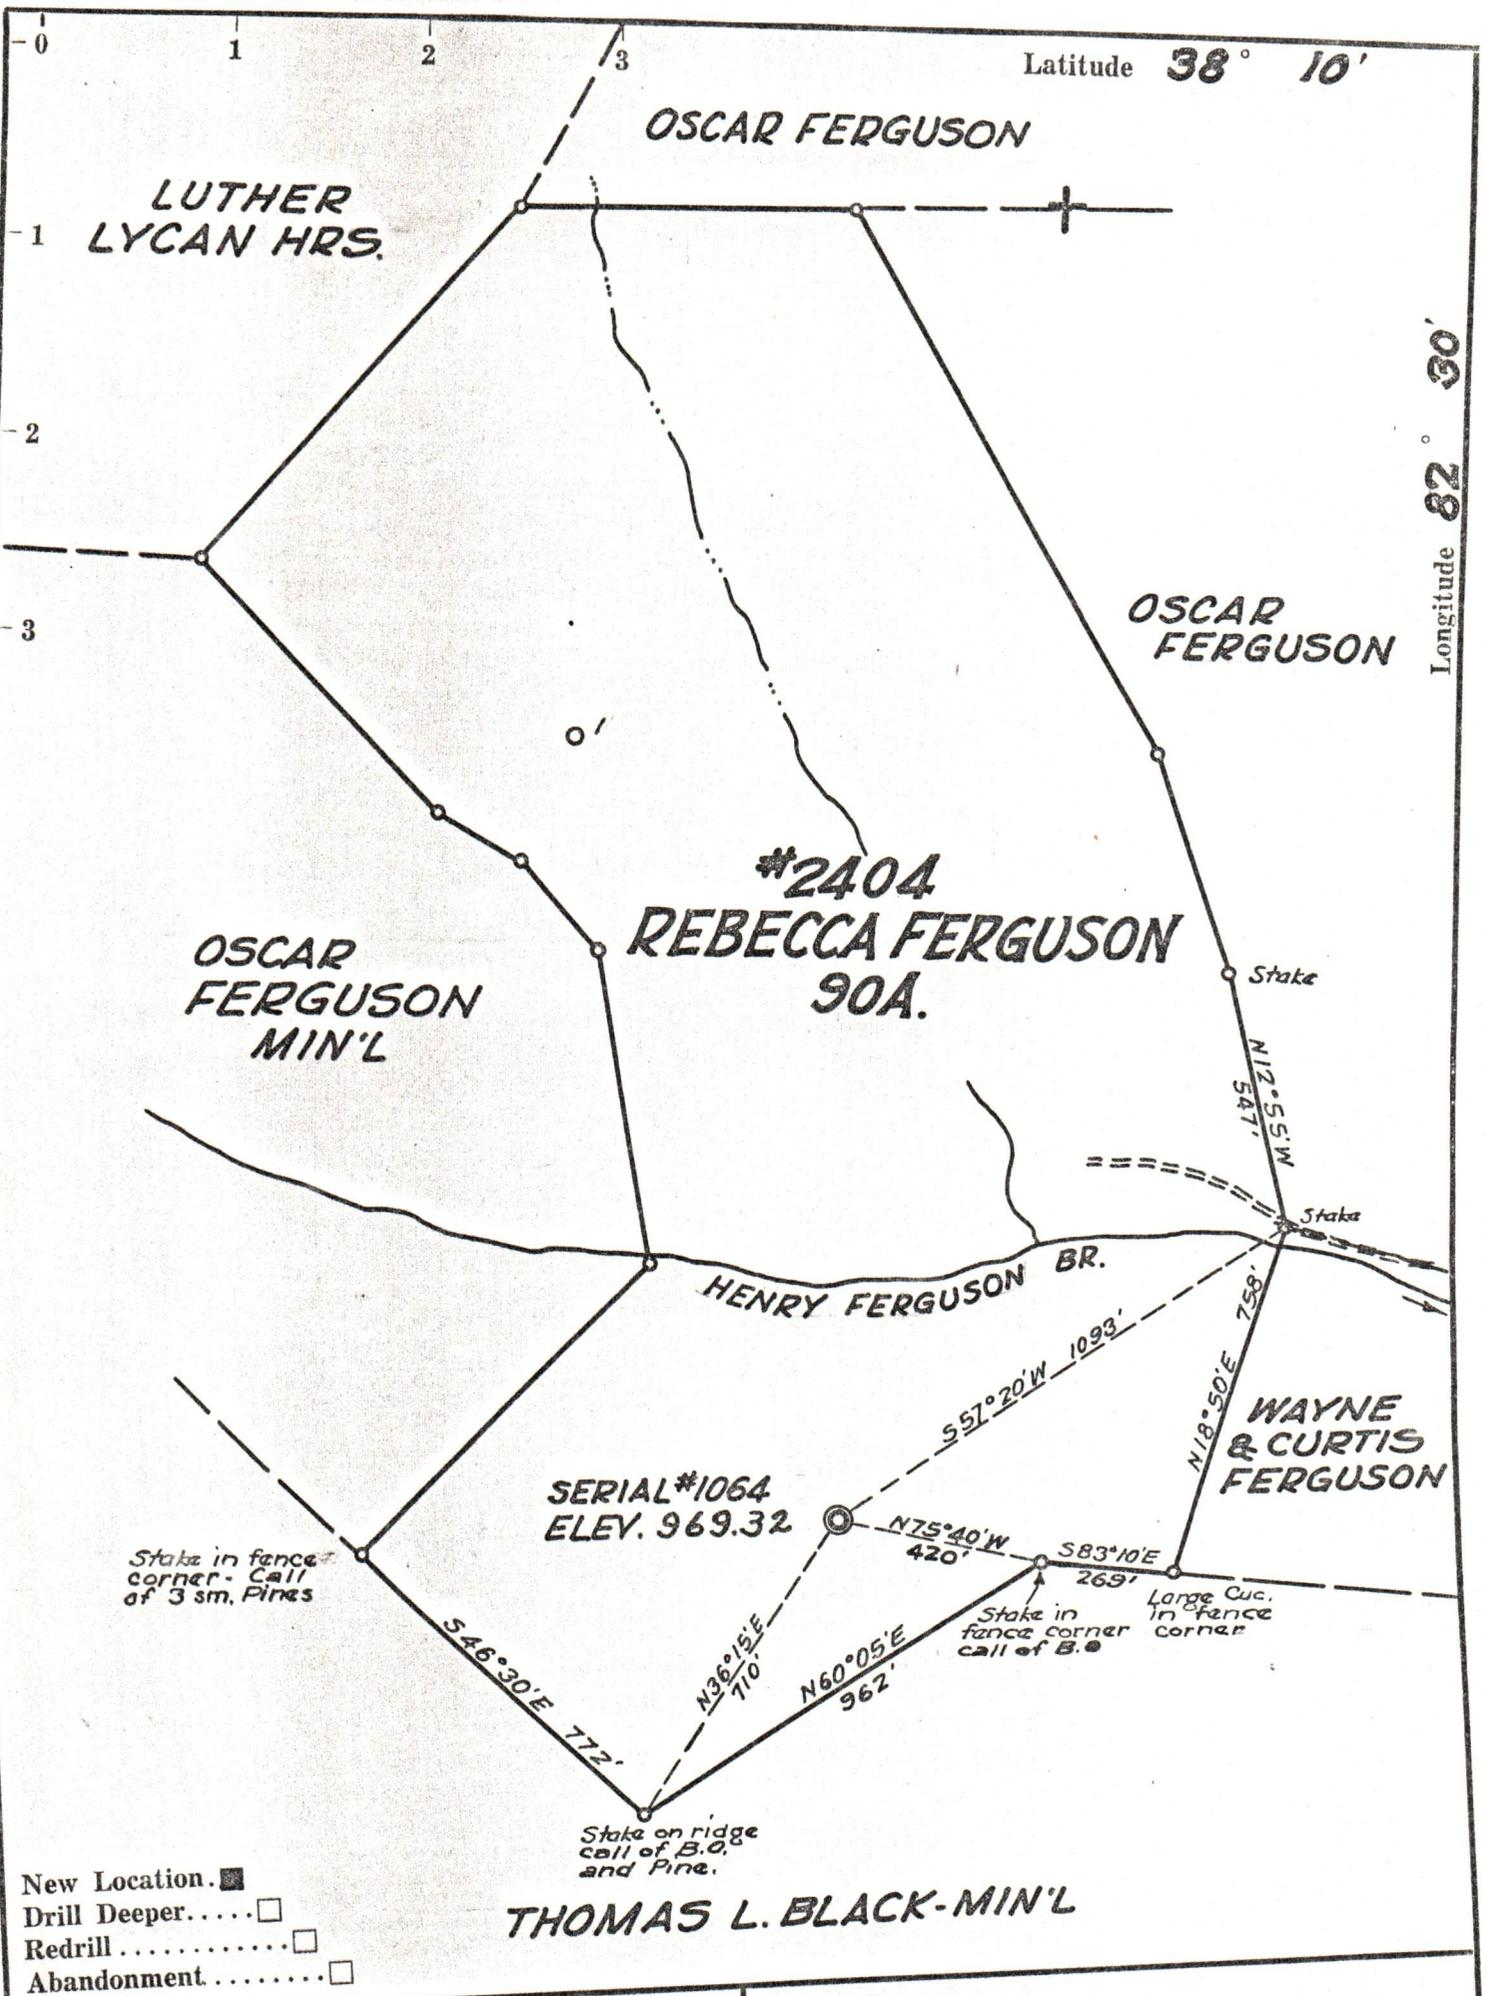 0
1
2
3
Latitude 38° 10'
OSCAR FERGUSON
LUTHER
LYCAN HRS.
1
2
3
Longitude 82° 30'
OSCAR
FERGUSON
#2404
REBECCA FERGUSON
90A.
OSCAR
FERGUSON
MIN'L
Stake
N12°55'W
547'
Stake
HENRY FERGUSON BR.
S57°20'W 1093'
758'
N18°50'E
WAYNE
& CURTIS
FERGUSON
SERIAL #1064
ELEV. 969.32
N75°40'W
420'
S83°10'E
269'
Stake in fence
corner - Call
of 3 sm. Pines
Large Cuc.
in fence
corner
Stake in
fence corner
call of B.O
S46°30'E 772'
N36°15'E
710'
N60°05'E
962'
Stake on ridge
call of B.O.
and Pine.
THOMAS L. BLACK-MIN'L
New Location.■
Drill Deeper.....□
Redrill............□
Abandonment.........□